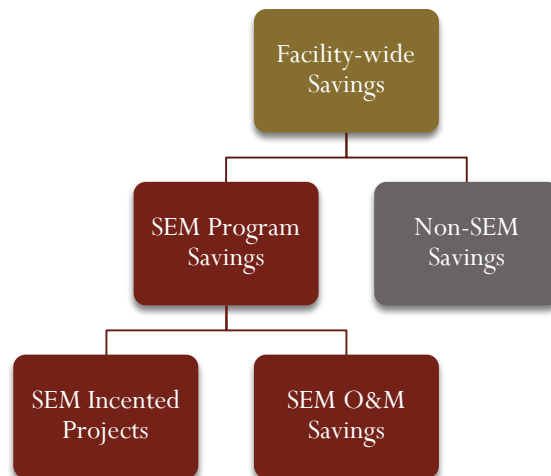 Facility-wide
Savings
SEM Program
Savings
Non-SEM
Savings
SEM Incented
Projects
SEM O&M
Savings